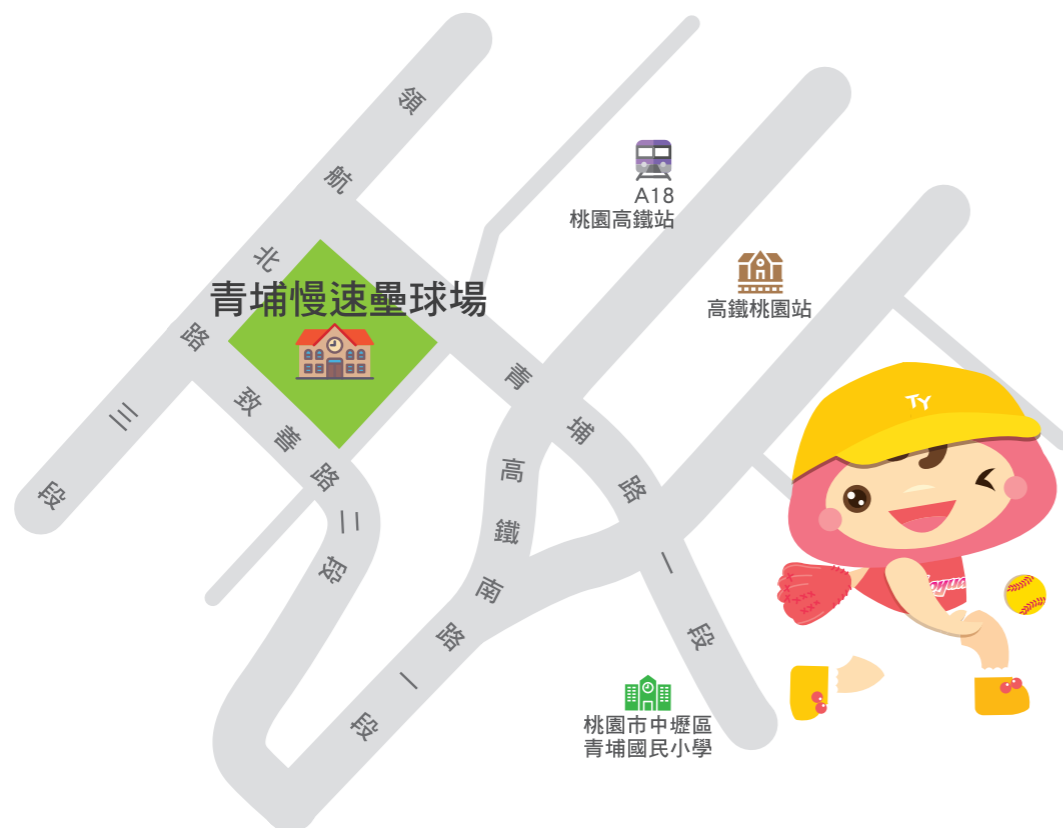 領航北路三段
A18
桃園高鐵站
高鐵桃園站
青埔慢速壘球場
致善路二段
青埔路一段
高鐵南路一段
TY
桃園市中壢區
青埔國民小學